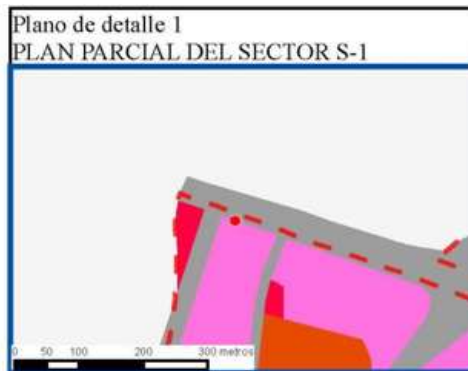 Plano de detalle 1
PLAN PARCIAL DEL SECTOR S-1
0 50 100 200 300 metros